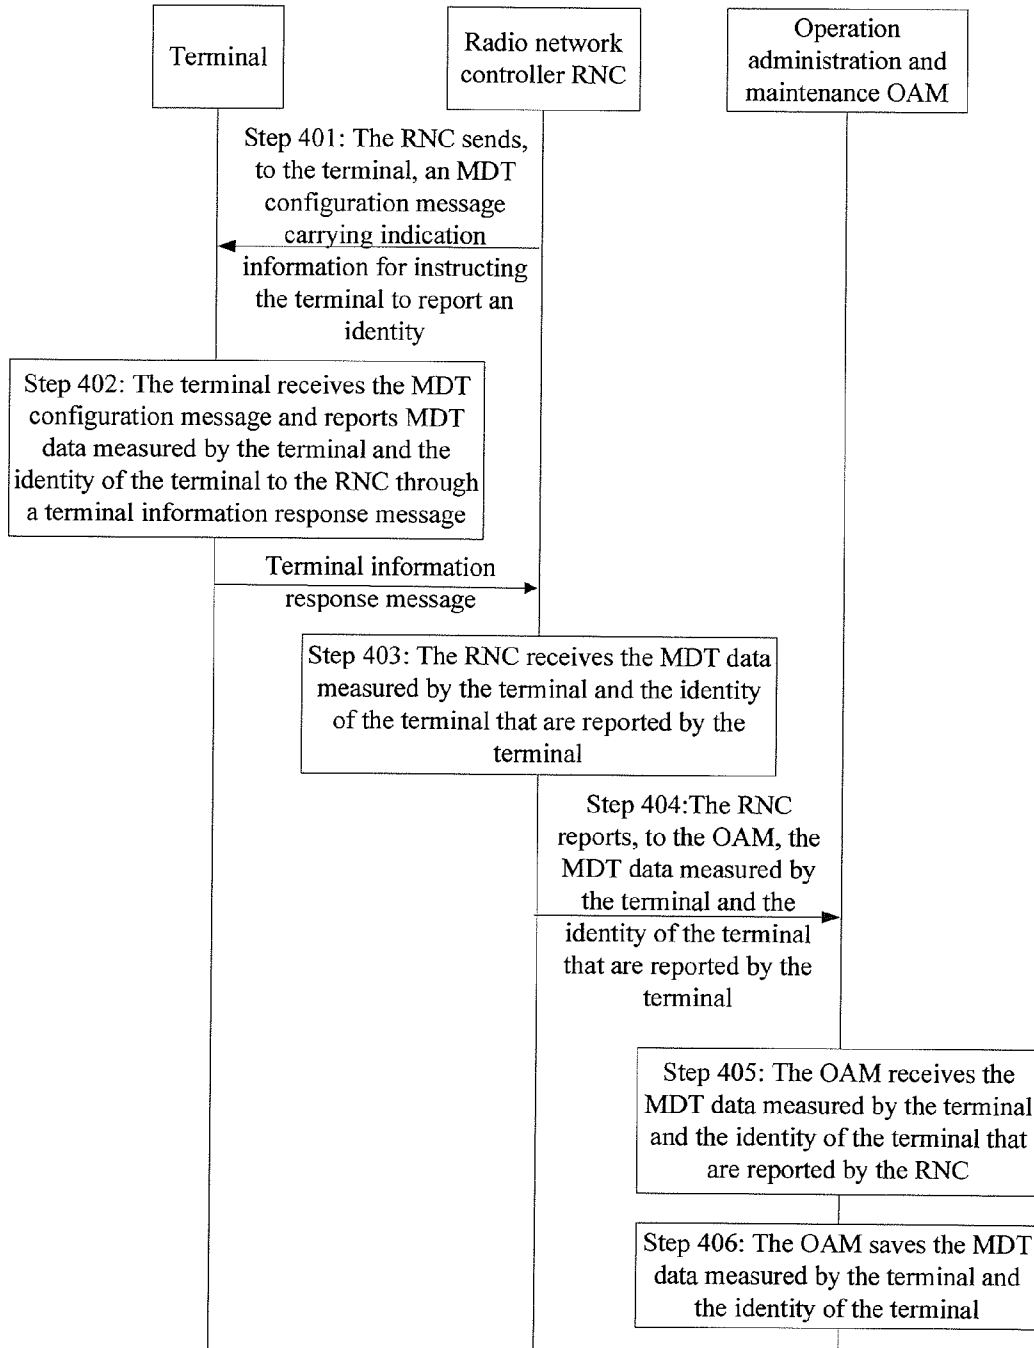 Terminal
Radio network
controller RNC
Operation
administration and
maintenance OAM
Step 401: The RNC sends,
to the terminal, an MDT
configuration message
carrying indication
information for instructing
the terminal to report an
identity
Step 402: The terminal receives the MDT
configuration message and reports MDT
data measured by the terminal and the
identity of the terminal to the RNC through
a terminal information response message
Terminal information
response message
Step 403: The RNC receives the MDT data
measured by the terminal and the identity
of the terminal that are reported by the
terminal
Step 404:The RNC
reports, to the OAM, the
MDT data measured by
the terminal and the
identity of the terminal
that are reported by the
terminal
Step 405: The OAM receives the
MDT data measured by the terminal
and the identity of the terminal that
are reported by the RNC
Step 406: The OAM saves the MDT
data measured by the terminal and
the identity of the terminal